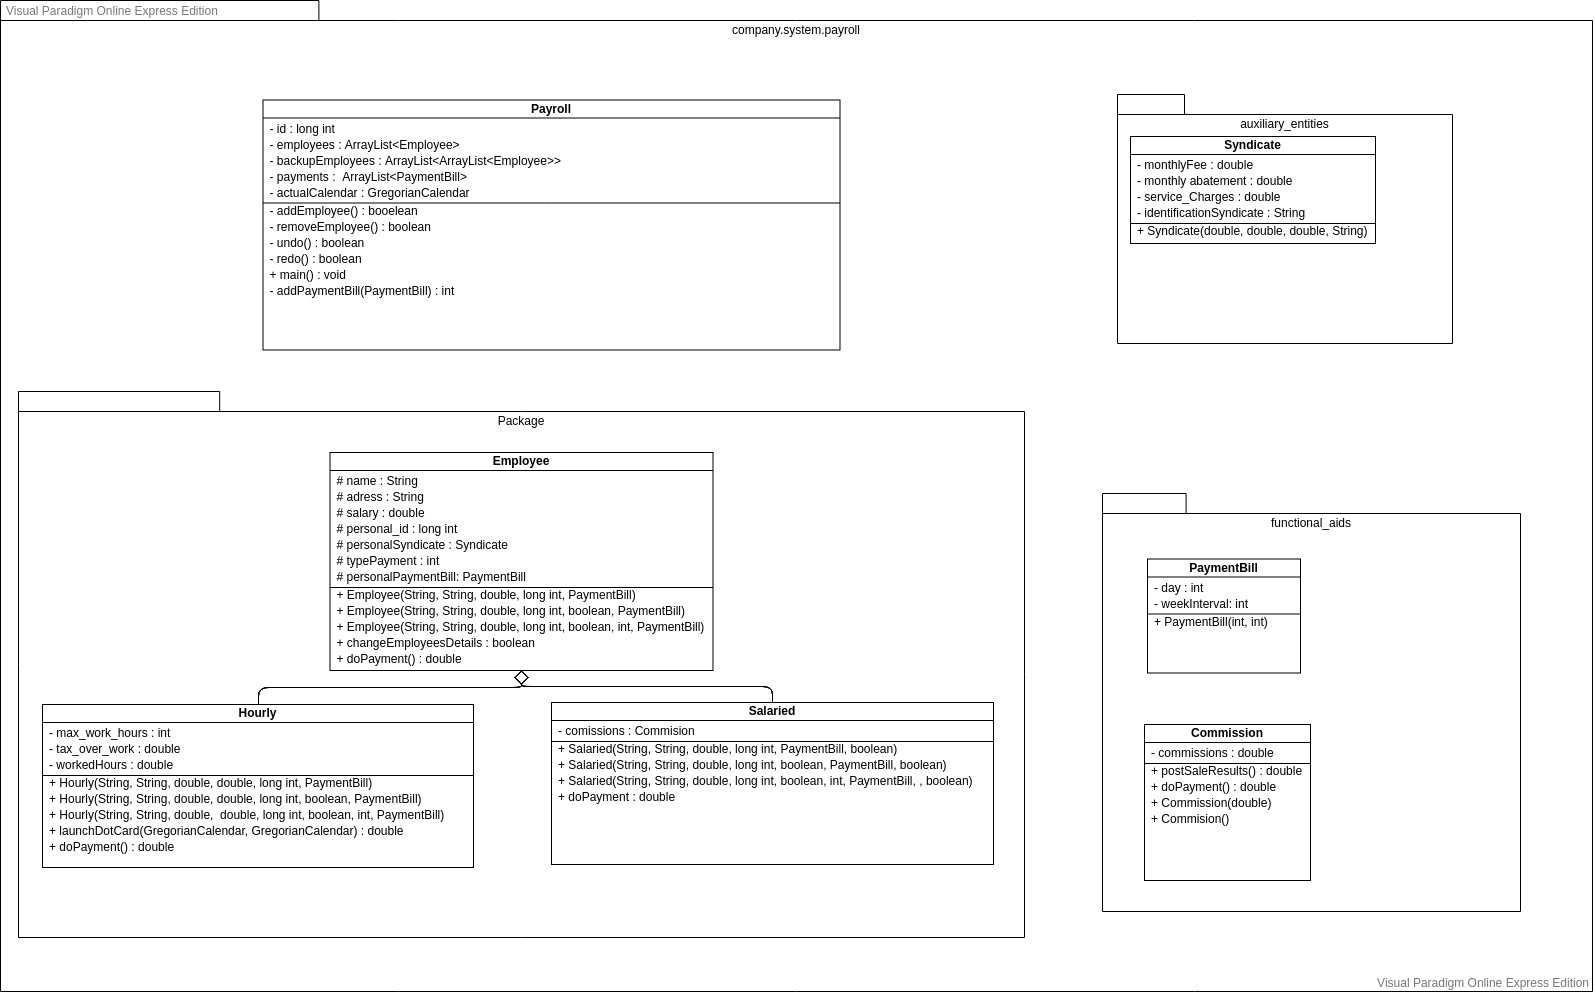 Visual Paradigm Online Express Edition
company.system.payroll
Payroll
- id : long int
- employees : ArrayList<Employee>
- backupEmployees : ArrayList<ArrayList<Employee>>
- payments :  ArrayList<PaymentBill>
- actualCalendar : GregorianCalendar
- addEmployee() : booelean
- removeEmployee() : boolean
- undo() : boolean
- redo() : boolean
+ main() : void
- addPaymentBill(PaymentBill) : int
auxiliary_entities
Syndicate
- monthlyFee : double
- monthly abatement : double
- service_Charges : double
- identificationSyndicate : String
+ Syndicate(double, double, double, String)
Package
Employee
# name : String
# adress : String
# salary : double
# personal_id : long int
# personalSyndicate : Syndicate
# typePayment : int
# personalPaymentBill: PaymentBill
+ Employee(String, String, double, long int, PaymentBill)
+ Employee(String, String, double, long int, boolean, PaymentBill)
+ Employee(String, String, double, long int, boolean, int, PaymentBill)
+ changeEmployeesDetails : boolean
+ doPayment() : double
Hourly
- max_work_hours : int
- tax_over_work : double
- workedHours : double
+ Hourly(String, String, double, double, long int, PaymentBill)
+ Hourly(String, String, double, double, long int, boolean, PaymentBill)
+ Hourly(String, String, double,  double, long int, boolean, int, PaymentBill)
+ launchDotCard(GregorianCalendar, GregorianCalendar) : double
+ doPayment() : double
Salaried
- comissions : Commision
+ Salaried(String, String, double, long int, PaymentBill, boolean)
+ Salaried(String, String, double, long int, boolean, PaymentBill, boolean)
+ Salaried(String, String, double, long int, boolean, int, PaymentBill, , boolean)
+ doPayment : double
functional_aids
PaymentBill
- day : int
- weekInterval: int
+ PaymentBill(int, int)
Commission
- commissions : double
+ postSaleResults() : double
+ doPayment() : double
+ Commission(double)
+ Commision()
Visual Paradigm Online Express Edition